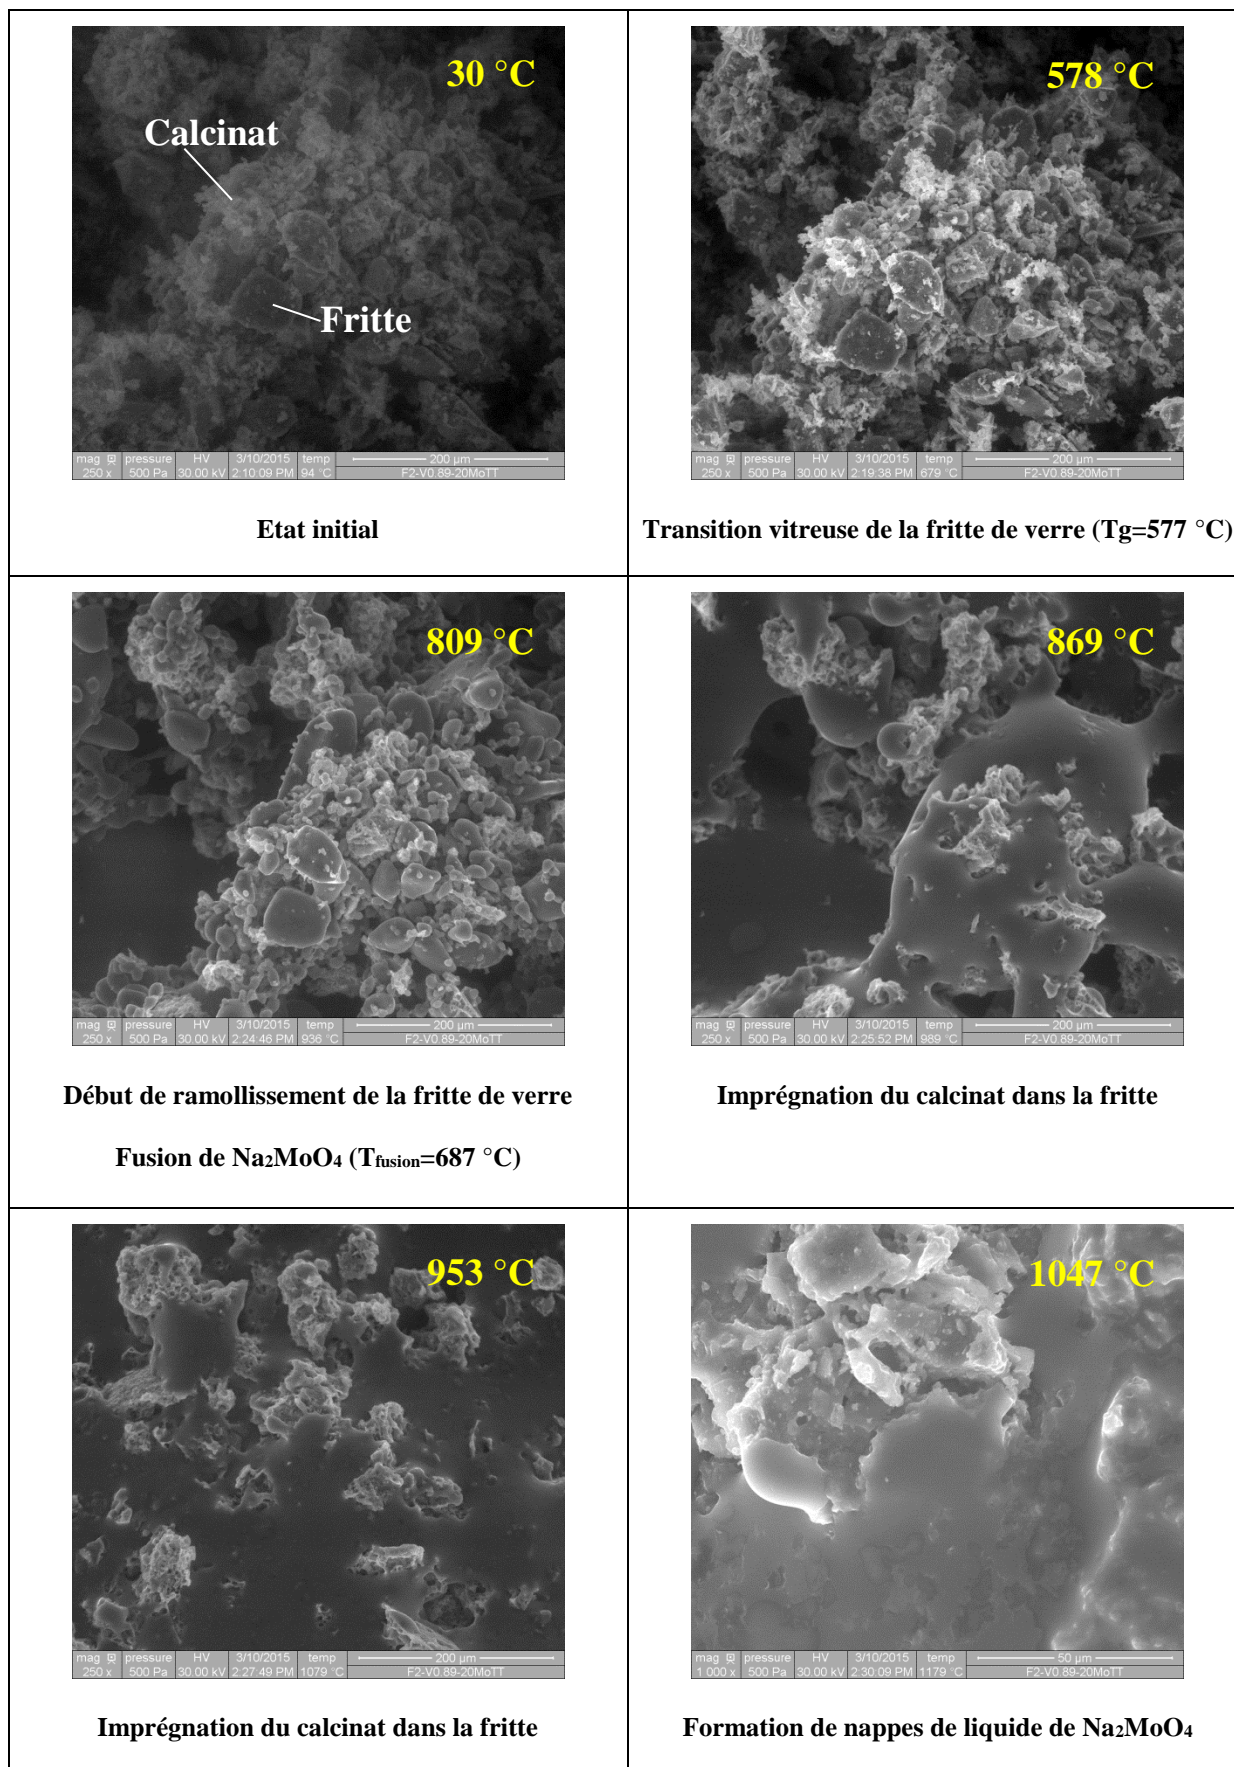 30 °C
Calcinat
Fritte
mag pressure HV 3/10/2015 temp 200 µm
250 x 500 Pa 30.00 kV 2:10:09 PM 94 °C F2-V0.89-20MoTT
Etat initial
578 °C
mag pressure HV 3/10/2015 temp 200 µm
250 x 500 Pa 30.00 kV 2:19:38 PM 679 °C F2-V0.89-20MoTT
Transition vitreuse de la fritte de verre (Tg=577 °C)
809 °C
mag pressure HV 3/10/2015 temp 200 µm
250 x 500 Pa 30.00 kV 2:24:46 PM 936 °C F2-V0.89-20MoTT
Début de ramollissement de la fritte de verre
Fusion de Na₂MoO₄ (Tfusion=687 °C)
869 °C
mag pressure HV 3/10/2015 temp 200 µm
250 x 500 Pa 30.00 kV 2:25:52 PM 989 °C F2-V0.89-20MoTT
Imprégnation du calcinat dans la fritte
953 °C
mag pressure HV 3/10/2015 temp 200 µm
250 x 500 Pa 30.00 kV 2:27:49 PM 1079 °C F2-V0.89-20MoTT
Imprégnation du calcinat dans la fritte
1047 °C
mag pressure HV 3/10/2015 temp 50 µm
1 000 x 500 Pa 30.00 kV 2:30:09 PM 1179 °C F2-V0.89-20MoTT
Formation de nappes de liquide de Na₂MoO₄